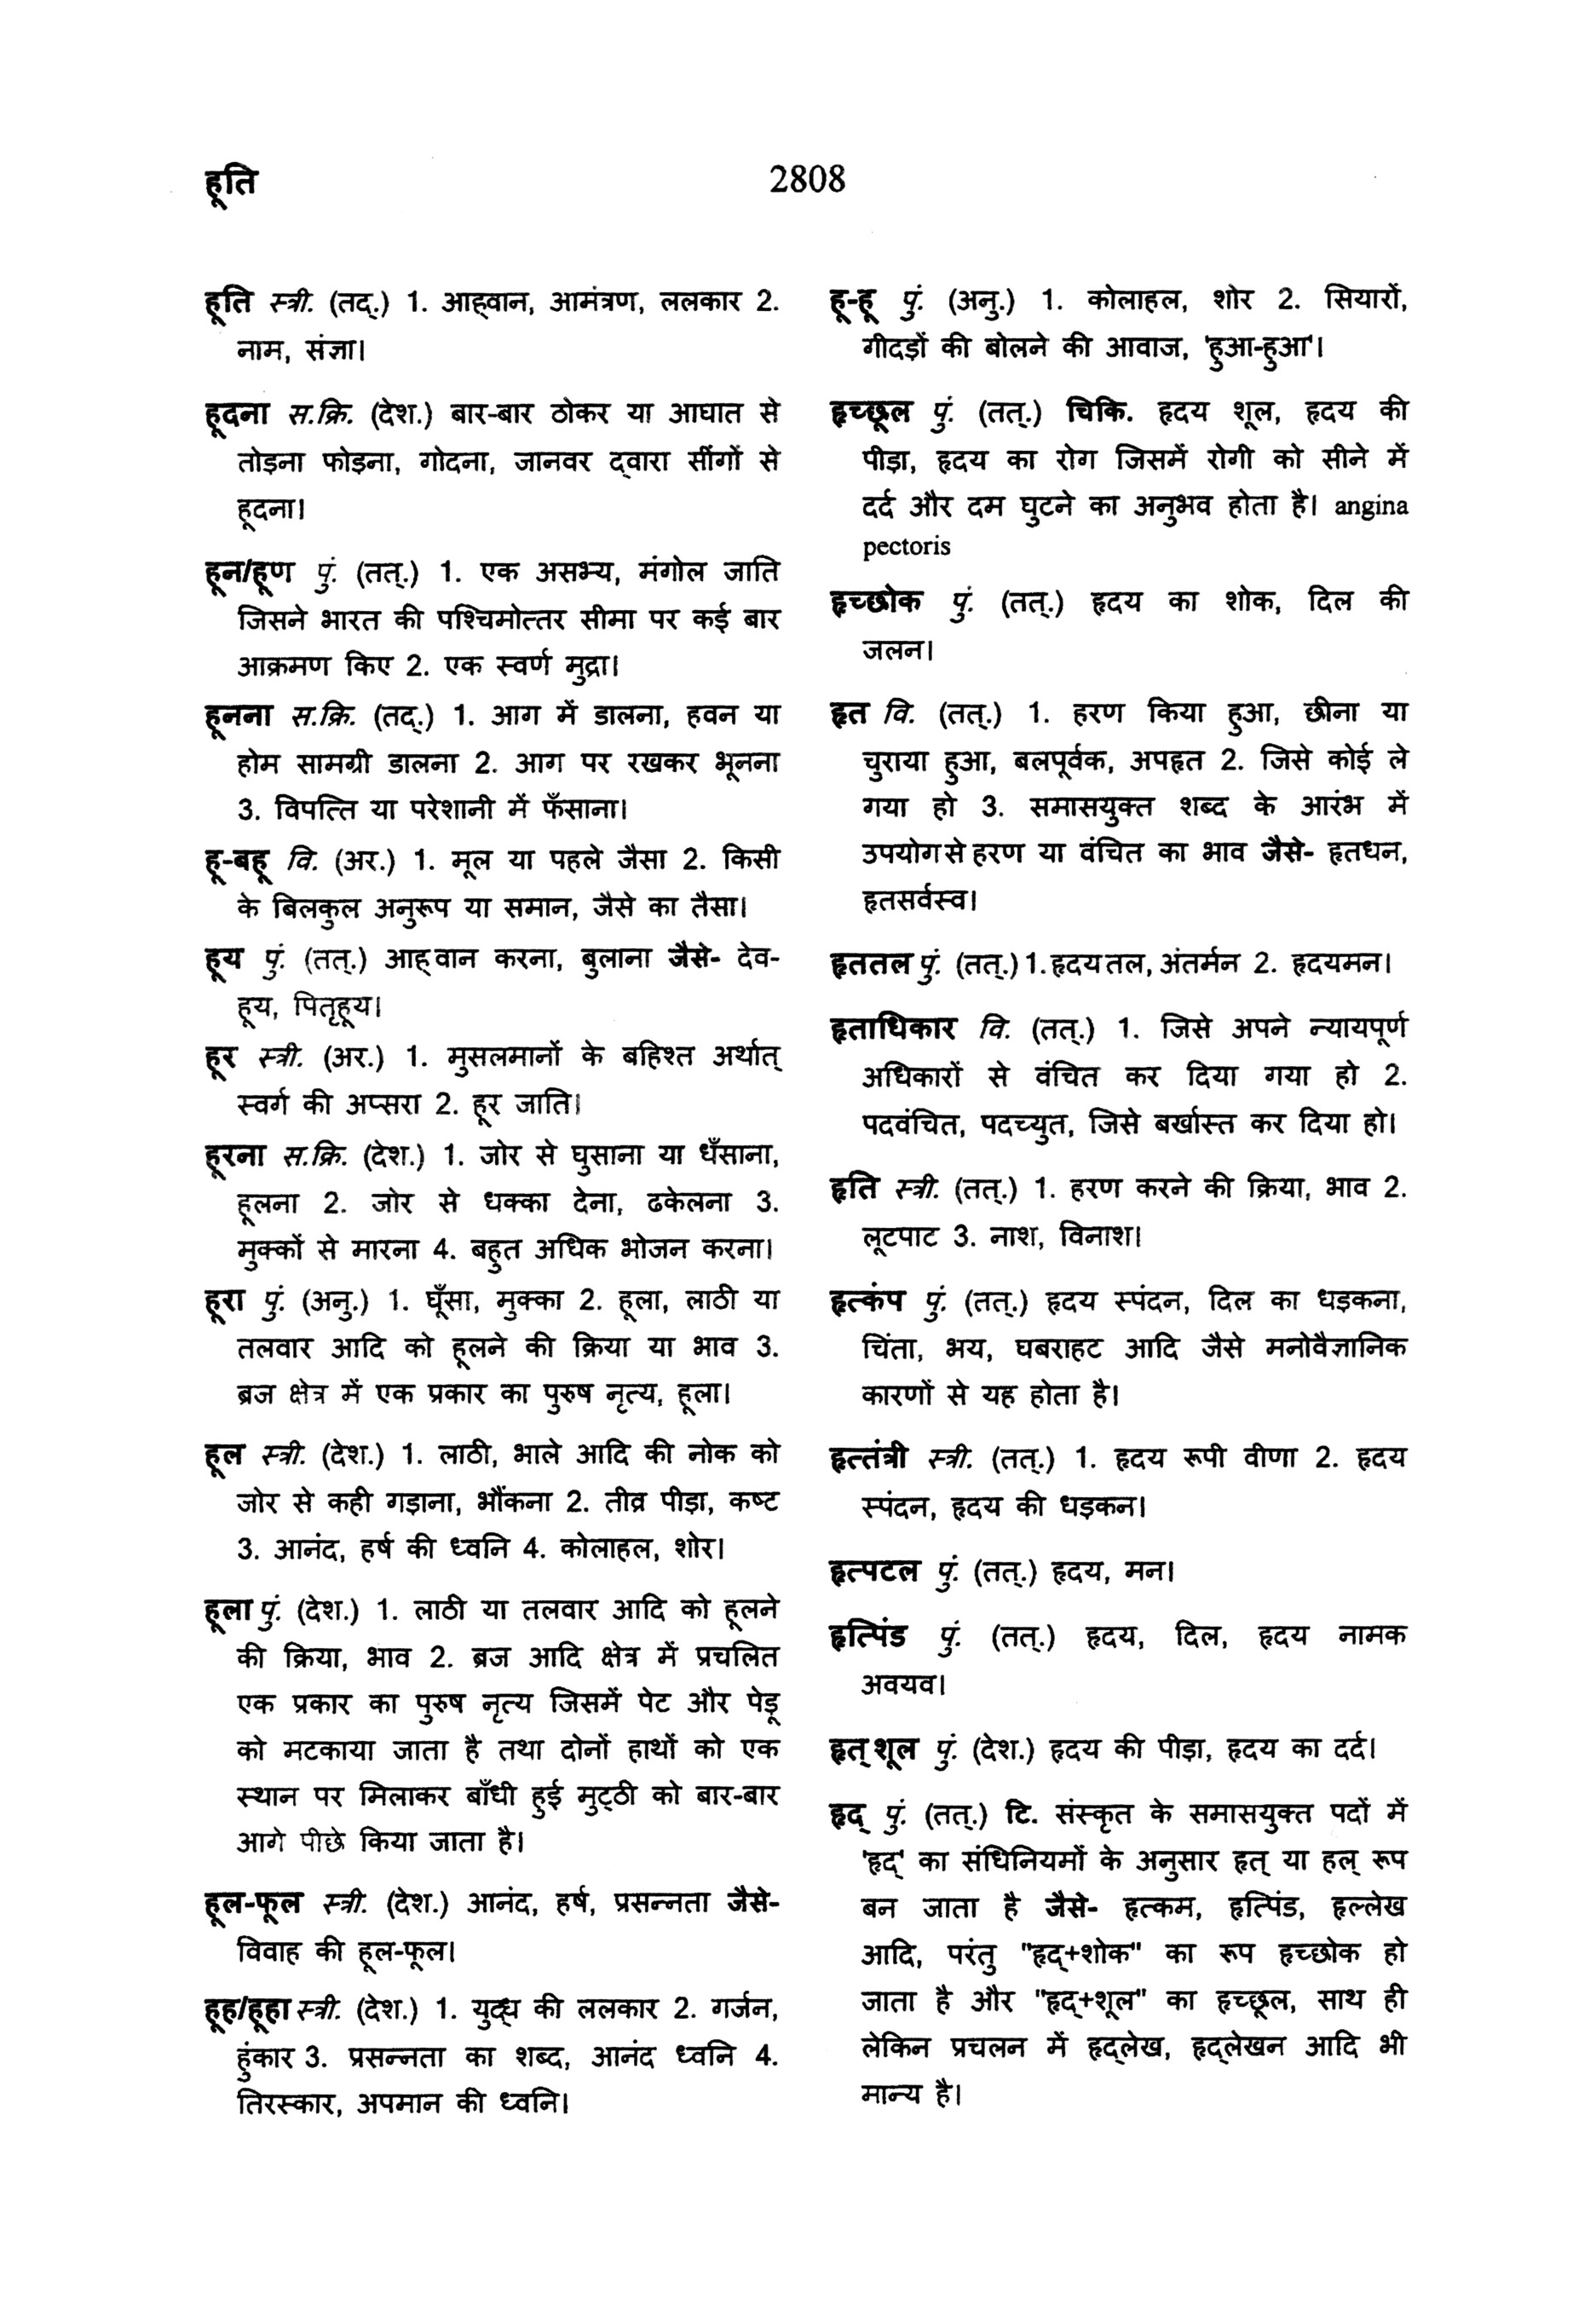 हूति
2808
हूति स्त्री. (तद्.) 1. आह्वान, आमंत्रण, ललकार 2.
नाम, संज्ञा।
हूदना स.क्रि. (देश.) बार-बार ठोकर या आघात से
तोड़ना फोड़ना, गोदना, जानवर द्वारा सींगों से
हूदना।
हून/हूण पुं. (तत्.) 1. एक असभ्य, मंगोल जाति
जिसने भारत की पश्चिमोत्तर सीमा पर कई बार
आक्रमण किए 2. एक स्वर्ण मुद्रा।
हूनना स.क्रि. (तद्.) 1. आग में डालना, हवन या
होम सामग्री डालना 2. आग पर रखकर भूनना
3. विपत्ति या परेशानी में फँसाना।
हू-बहू वि. (अर.) 1. मूल या पहले जैसा 2. किसी
के बिलकुल अनुरूप या समान, जैसे का तैसा।
हूय पुं. (तत्.) आह्वान करना, बुलाना जैसे- देव-
हूय, पितृहूय।
हूर स्त्री. (अर.) 1. मुसलमानों के बहिश्त अर्थात्
स्वर्ग की अप्सरा 2. हूर जाति।
हूरना स.क्रि. (देश.) 1. जोर से घुसाना या धँसाना,
हूलना 2. जोर से धक्का देना, ढकेलना 3.
मुक्कों से मारना 4. बहुत अधिक भोजन करना।
हूरा पुं. (अनु.) 1. घूँसा, मुक्का 2. हूला, लाठी या
तलवार आदि को हूलने की क्रिया या भाव 3.
ब्रज क्षेत्र में एक प्रकार का पुरुष नृत्य, हूला।
हूल स्त्री. (देश.) 1. लाठी, भाले आदि की नोक को
जोर से कही गड़ाना, भौंकना 2. तीव्र पीड़ा, कष्ट
3. आनंद, हर्ष की ध्वनि 4. कोलाहल, शोर।
हूला पुं. (देश.) 1. लाठी या तलवार आदि को हूलने
की क्रिया, भाव 2. ब्रज आदि क्षेत्र में प्रचलित
एक प्रकार का पुरुष नृत्य जिसमें पेट और पेडू
को मटकाया जाता है तथा दोनों हाथों को एक
स्थान पर मिलाकर बाँधी हुई मुट्ठी को बार-बार
आगे पीछे किया जाता है।
हूल-फूल स्त्री. (देश.) आनंद, हर्ष, प्रसन्नता जैसे-
विवाह की हूल-फूल।
हूह/हूहा स्त्री. (देश.) 1. युद्ध की ललकार 2. गर्जन,
हुंकार 3. प्रसन्नता का शब्द, आनंद ध्वनि 4.
तिरस्कार, अपमान की ध्वनि।
हू-हू पुं. (अनु.) 1. कोलाहल, शोर 2. सियारों,
गीदड़ों की बोलने की आवाज, 'हुआ-हुआ'।
हृच्छूल पुं. (तत्.) चिकि. हृदय शूल, हृदय की
पीड़ा, हृदय का रोग जिसमें रोगी को सीने में
दर्द और दम घुटने का अनुभव होता है। angina
pectoris
हृच्छोक पुं. (तत्.) हृदय का शोक, दिल की
जलन।
हृत वि. (तत्.) 1. हरण किया हुआ, छीना या
चुराया हुआ, बलपूर्वक, अपहृत 2. जिसे कोई ले
गया हो 3. समासयुक्त शब्द के आरंभ में
उपयोग से हरण या वंचित का भाव जैसे- हृतधन,
हृतसर्वस्व।
हृततल पुं. (तत्.) 1. हृदय तल, अंतर्मन 2. हृदयमन।
हृताधिकार वि. (तत्.) 1. जिसे अपने न्यायपूर्ण
अधिकारों से वंचित कर दिया गया हो 2.
पदवंचित, पदच्युत, जिसे बर्खास्त कर दिया हो।
हृति स्त्री. (तत्.) 1. हरण करने की क्रिया, भाव 2.
लूटपाट 3. नाश, विनाश।
हृत्कंप पुं. (तत्.) हृदय स्पंदन, दिल का धड़कना,
चिंता, भय, घबराहट आदि जैसे मनोवैज्ञानिक
कारणों से यह होता है।
हृत्तंत्री स्त्री. (तत्.) 1. हृदय रूपी वीणा 2. हृदय
स्पंदन, हृदय की धड़कन।
हृत्पटल पुं. (तत्.) हृदय, मन।
हृत्पिंड पुं. (तत्.) हृदय, दिल, हृदय नामक
अवयव।
हृत् शूल पुं. (देश.) हृदय की पीड़ा, हृदय का दर्द।
हृद् पुं. (तत्.) टि. संस्कृत के समासयुक्त पदों में
'हृद्' का संधिनियमों के अनुसार हृत् या हल् रूप
बन जाता है जैसे- हृत्कम, हृत्पिंड, हृल्लेख
आदि, परंतु "हृद्+शोक" का रूप हृच्छोक हो
जाता है और "हृद्+शूल" का हृच्छूल, साथ ही
लेकिन प्रचलन में हृद्लेख, हृद्लेखन आदि भी
मान्य है।